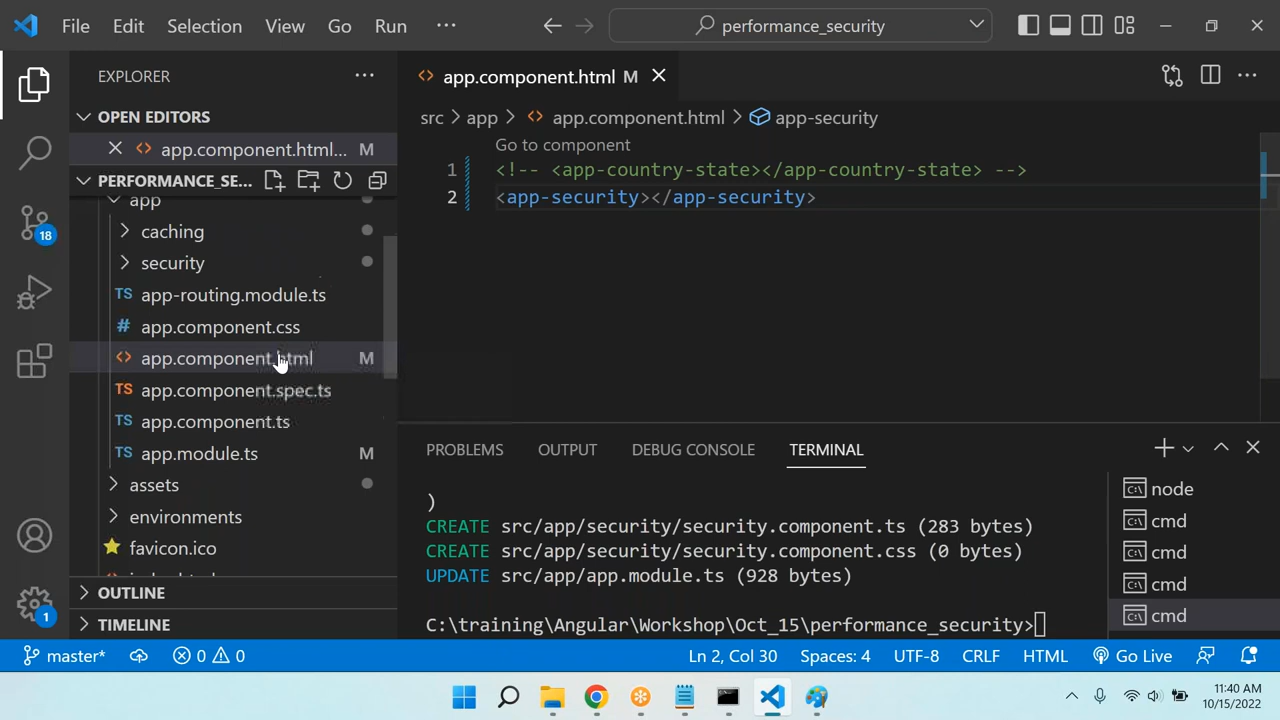 File Edit Selection View Go Run ···
performance_security
EXPLORER
OPEN EDITORS
app.component.html... M
PERFORMANCE_SE...
app
caching
security
TS app-routing.module.ts
# app.component.css
<> app.component.html M
TS app.component.spec.ts
TS app.component.ts
TS app.module.ts M
assets
environments
favicon.ico
OUTLINE
TIMELINE
18
1
<> app.component.html M
src > app > <> app.component.html > app-security
Go to component
1 <!-- <app-country-state></app-country-state> -->
2 <app-security></app-security>
PROBLEMS OUTPUT DEBUG CONSOLE TERMINAL
)
CREATE src/app/security/security.component.ts (283 bytes)
CREATE src/app/security/security.component.css (0 bytes)
UPDATE src/app/app.module.ts (928 bytes)
C:\training\Angular\Workshop\Oct_15\performance_security>
node
cmd
cmd
cmd
cmd
master* 0 0 Ln 2, Col 30 Spaces: 4 UTF-8 CRLF HTML Go Live
11:40 AM
10/15/2022